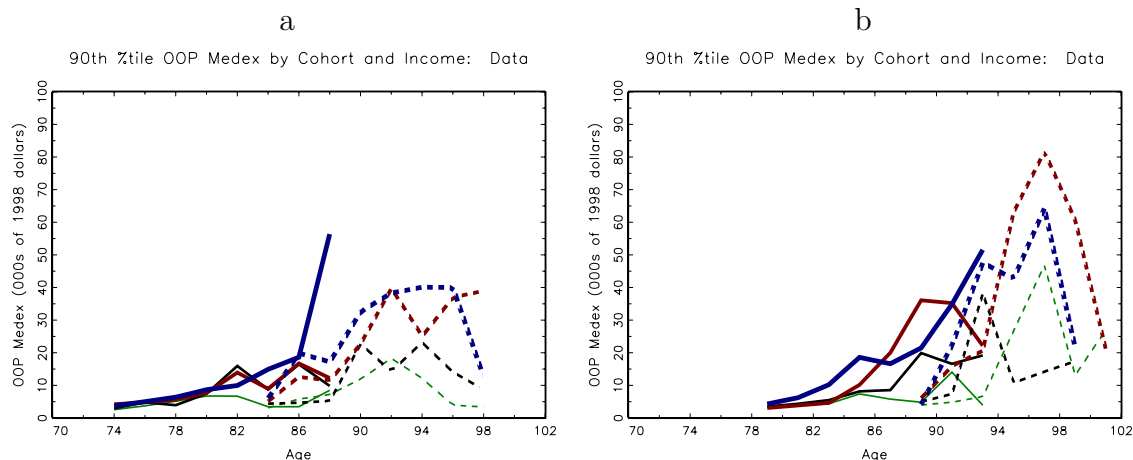 a
90th %tile OOP Medex by Cohort and Income: Data
OOP Medex (000s of 1998 dollars)
100
90
80
70
60
50
40
30
20
10
0
70 74 78 82 86 90 94 98 102
Age
b
90th %tile OOP Medex by Cohort and Income: Data
OOP Medex (000s of 1998 dollars)
100
90
80
70
60
50
40
30
20
10
0
70 74 78 82 86 90 94 98 102
Age